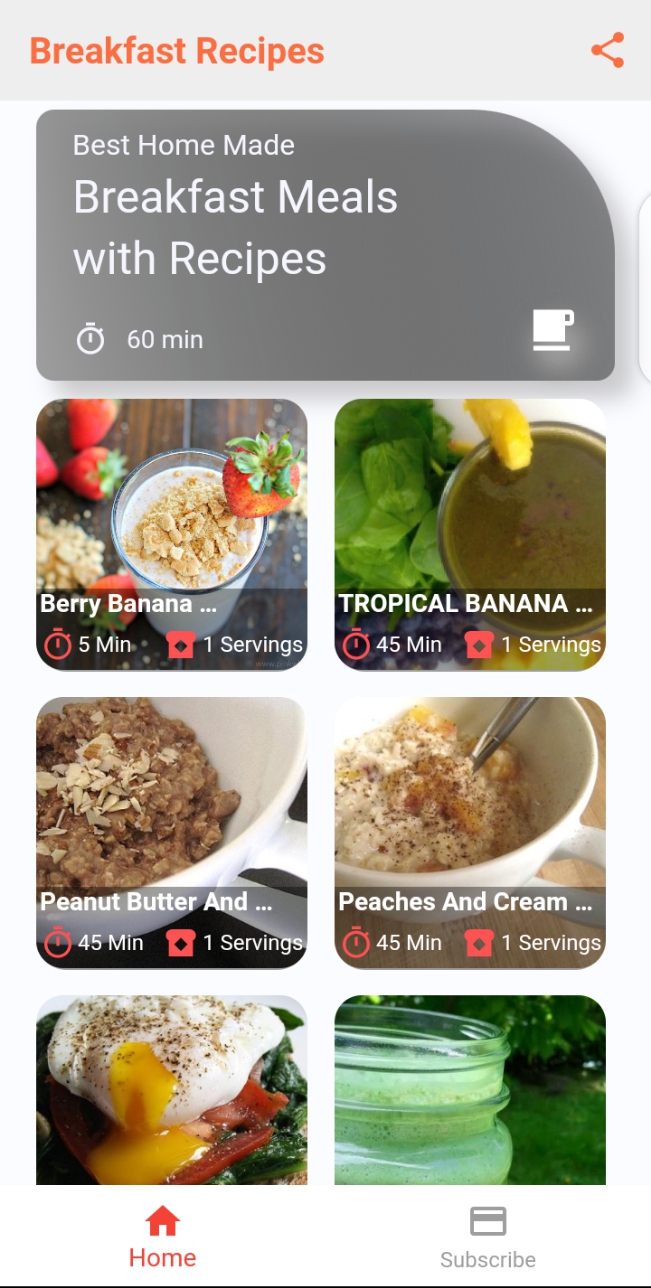 Breakfast Recipes
Best Home Made
Breakfast Meals
with Recipes
60 min
Berry Banana ...
5 Min 1 Servings
TROPICAL BANANA ...
45 Min 1 Servings
Peanut Butter And ...
45 Min 1 Servings
Peaches And Cream ...
45 Min 1 Servings
Home
Subscribe